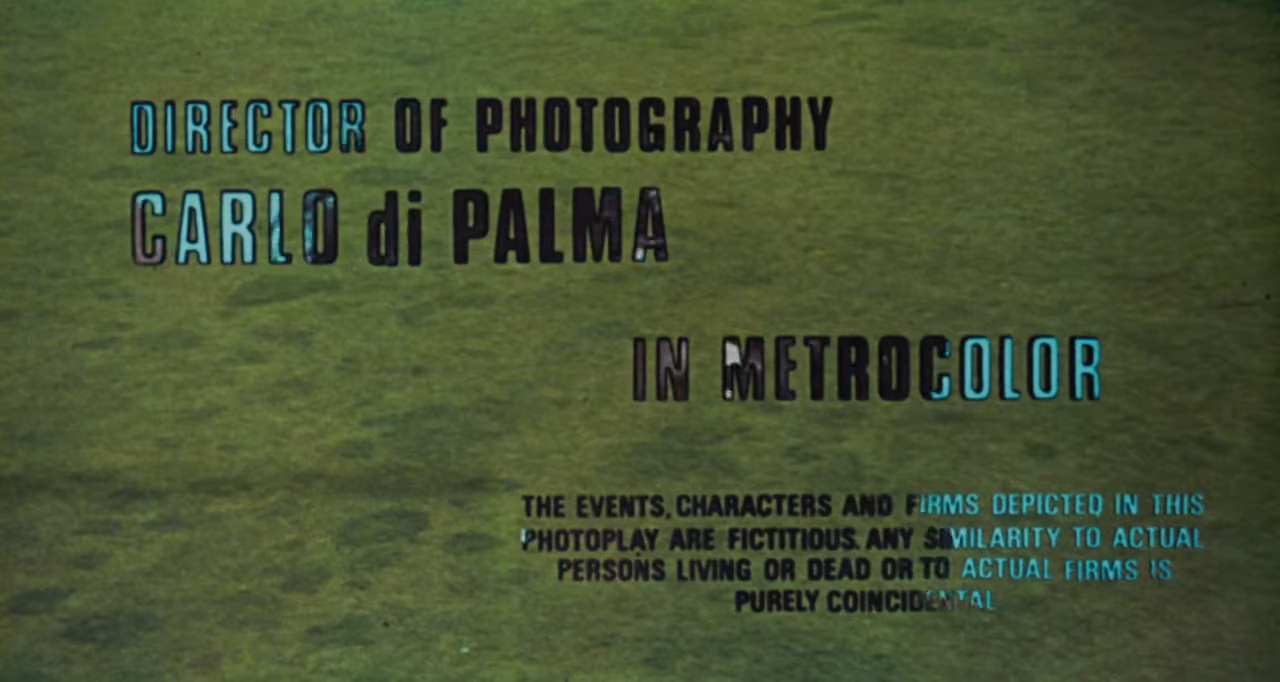 DIRECTOR OF PHOTOGRAPHY
CARLO di PALMA
IN METROCOLOR
THE EVENTS, CHARACTERS AND FIRMS DEPICTED IN THIS
PHOTOPLAY ARE FICTITIOUS. ANY SIMILARITY TO ACTUAL
PERSONS LIVING OR DEAD OR TO ACTUAL FIRMS IS
PURELY COINCIDENTAL